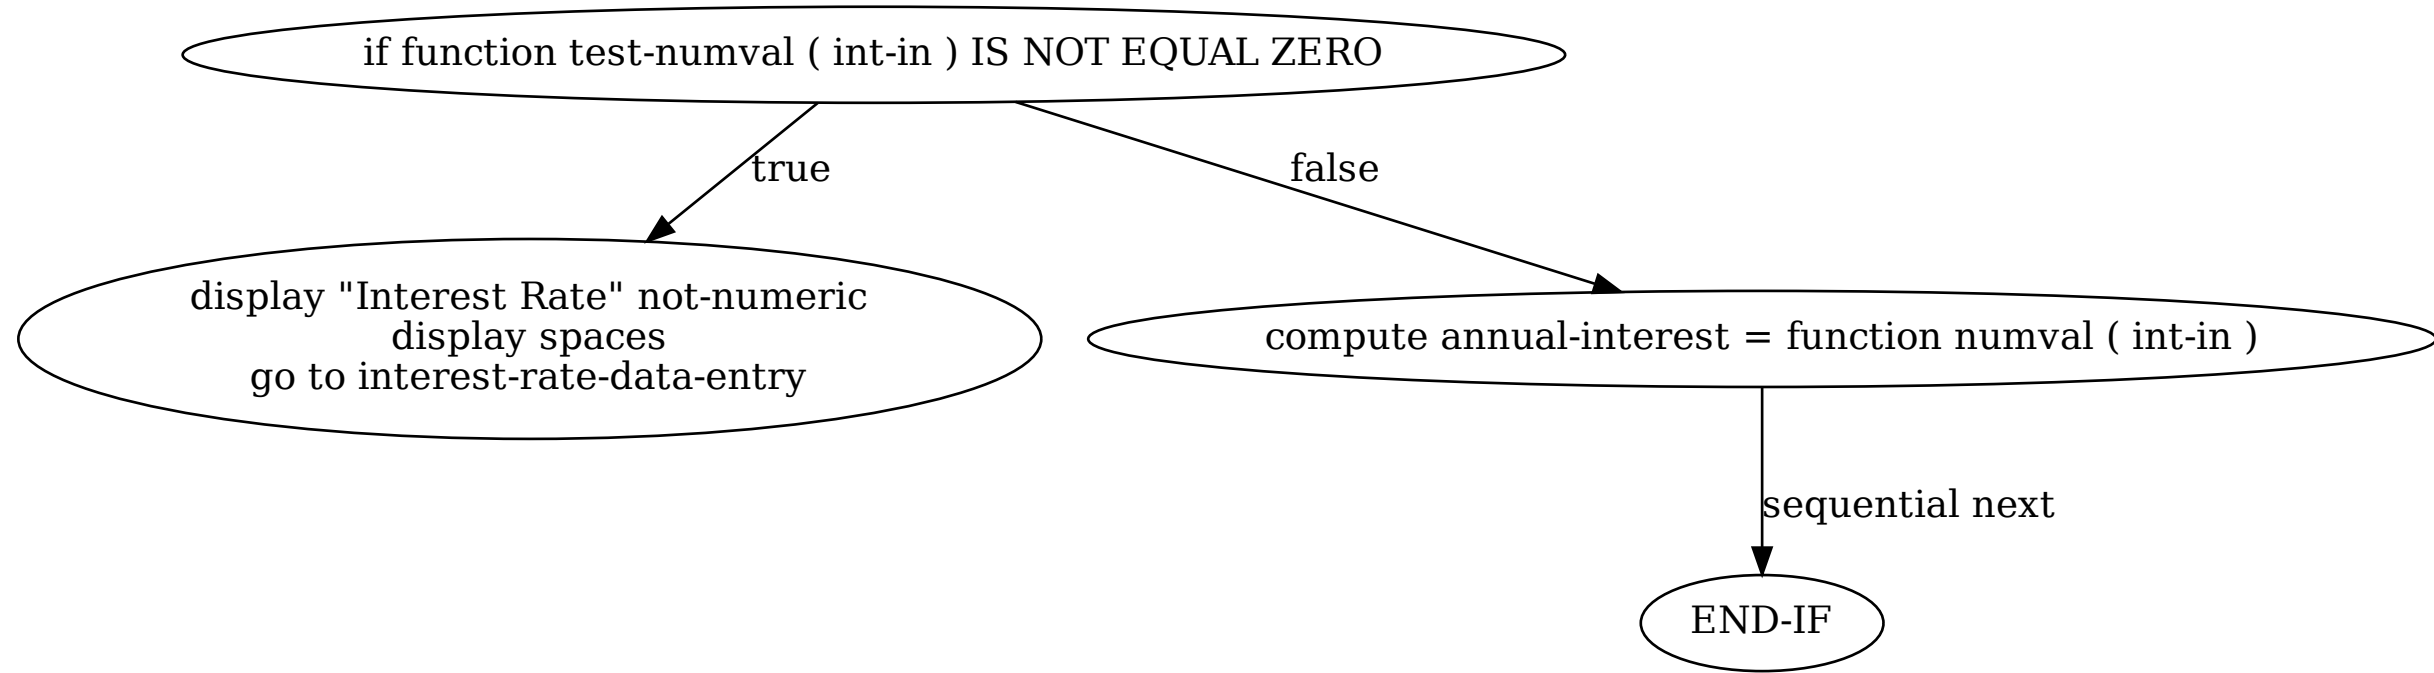 if function test-numval ( int-in ) IS NOT EQUAL ZERO
true
false
display "Interest Rate" not-numeric
display spaces
go to interest-rate-data-entry
compute annual-interest = function numval ( int-in )
sequential next
END-IF